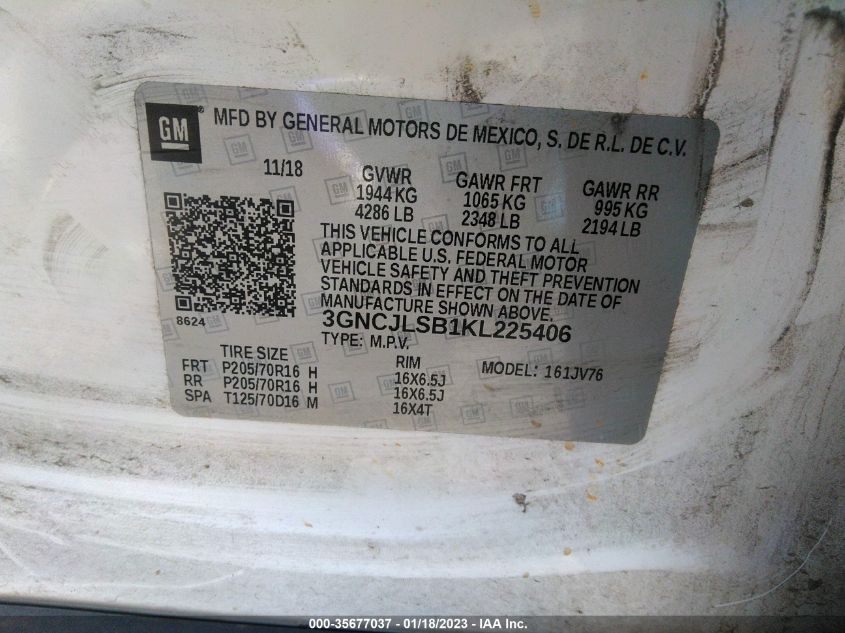 GM ® MFD BY GENERAL MOTORS DE MEXICO, S. DE R.L. DE C.V.
11/18 GVWR GAWR FRT GAWR RR
1944 KG 1065 KG 995 KG
4286 LB 2348 LB 2194 LB
THIS VEHICLE CONFORMS TO ALL
APPLICABLE U.S. FEDERAL MOTOR
VEHICLE SAFETY AND THEFT PREVENTION
STANDARDS IN EFFECT ON THE DATE OF
MANUFACTURE SHOWN ABOVE.
8624 3GNCJLSB1KL225406
TYPE: M.P.V.
TIRE SIZE RIM MODEL: 161JV76
FRT P205/70R16 H 16X6.5J
RR P205/70R16 H 16X6.5J
SPA T125/70D16 M 16X4T
000-35677037 - 01/18/2023 - IAA Inc.